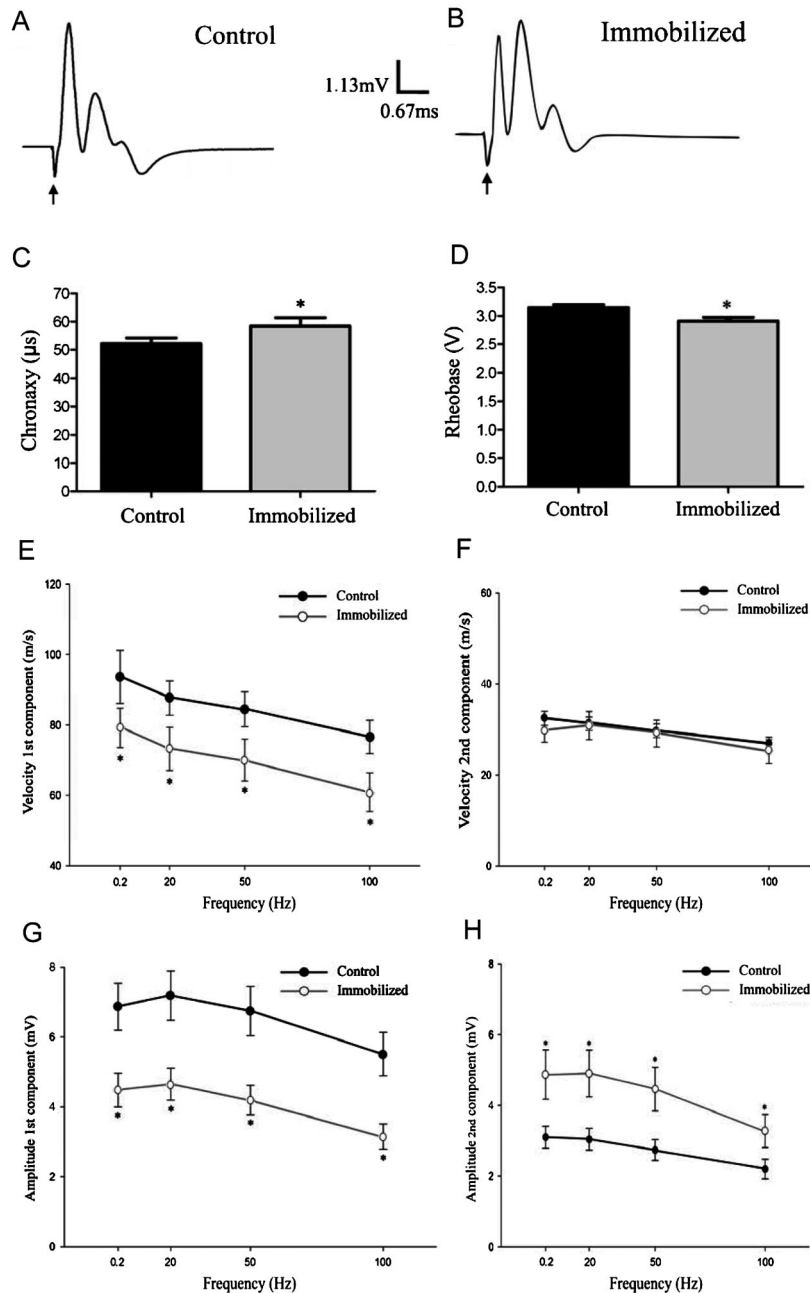 A
Control
1.13mV
0.67ms
B
Immobilized
C
Chronaxy (µs)
70
60
50
40
30
20
10
0
*
Control
Immobilized
D
Rheobase (V)
3.5
3.0
2.5
2.0
1.5
1.0
0.5
0.0
*
Control
Immobilized
E
Velocity 1st component (m/s)
120
100
80
60
40
Control
Immobilized
* * * *
0.2 20 50 100
Frequency (Hz)
F
Velocity 2nd component (m/s)
60
40
20
0
Control
Immobilized
0.2 20 50 100
Frequency (Hz)
G
Amplitude 1st component (mV)
8
6
4
2
0
Control
Immobilized
* * * *
0.2 20 50 100
Frequency (Hz)
H
Amplitude 2nd component (mV)
8
6
4
2
0
Control
Immobilized
* * * *
0.2 20 50 100
Frequency (Hz)